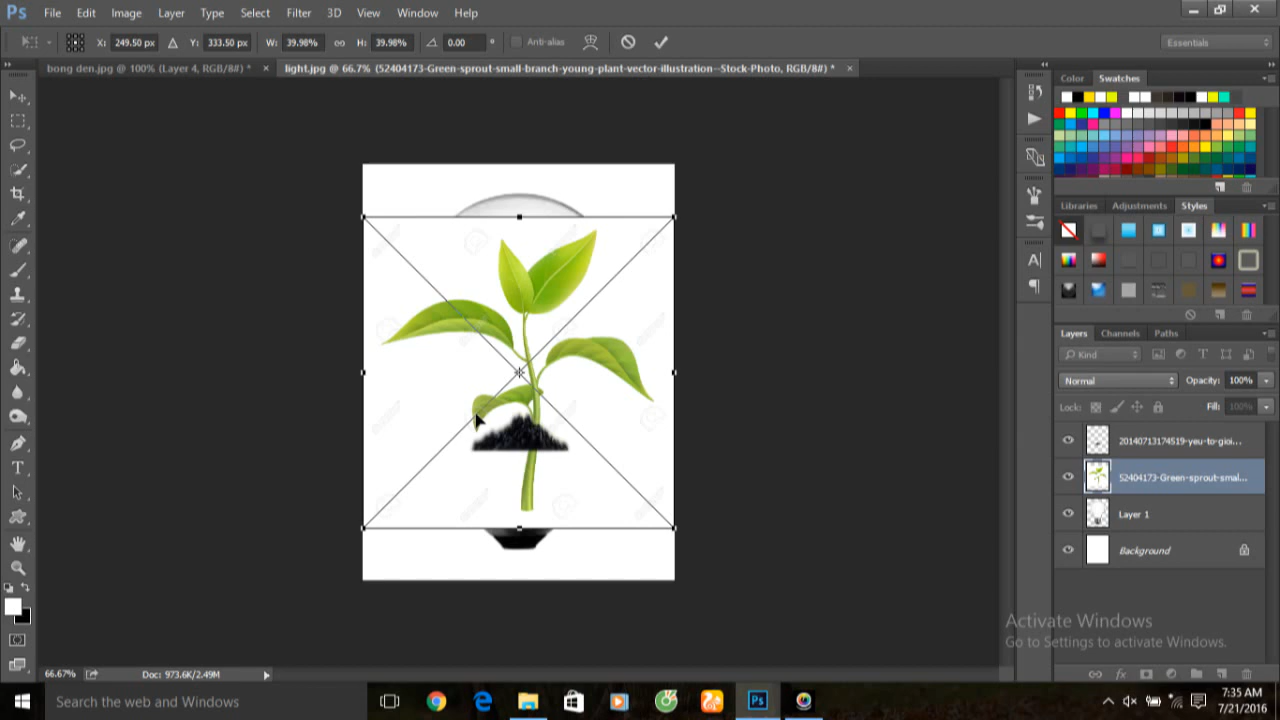 Ps File Edit Image Layer Type Select Filter 3D View Window Help
X: 249.50 px Y: 333.50 px W: 39.98% H: 39.98% 0.00 ° Anti-alias Essentials
bong den.jpg @ 100% (Layer 4, RGB/8#) * × light.jpg @ 66.7% (52404173-Green-sprout-small-branch-young-plant-vector-illustration--Stock-Photo, RGB/8#) * ×
Color Swatches
Libraries Adjustments Styles
Layers Channels Paths
Kind
Normal Opacity: 100%
Lock: Fill: 100%
20140713174519-yeu-to-gioi...
52404173-Green-sprout-smal...
Layer 1
Background
Activate Windows
Go to Settings to activate Windows.
66.67% Doc: 973.6K/2.49M
Search the web and Windows
Ps
7:35 AM
7/21/2016